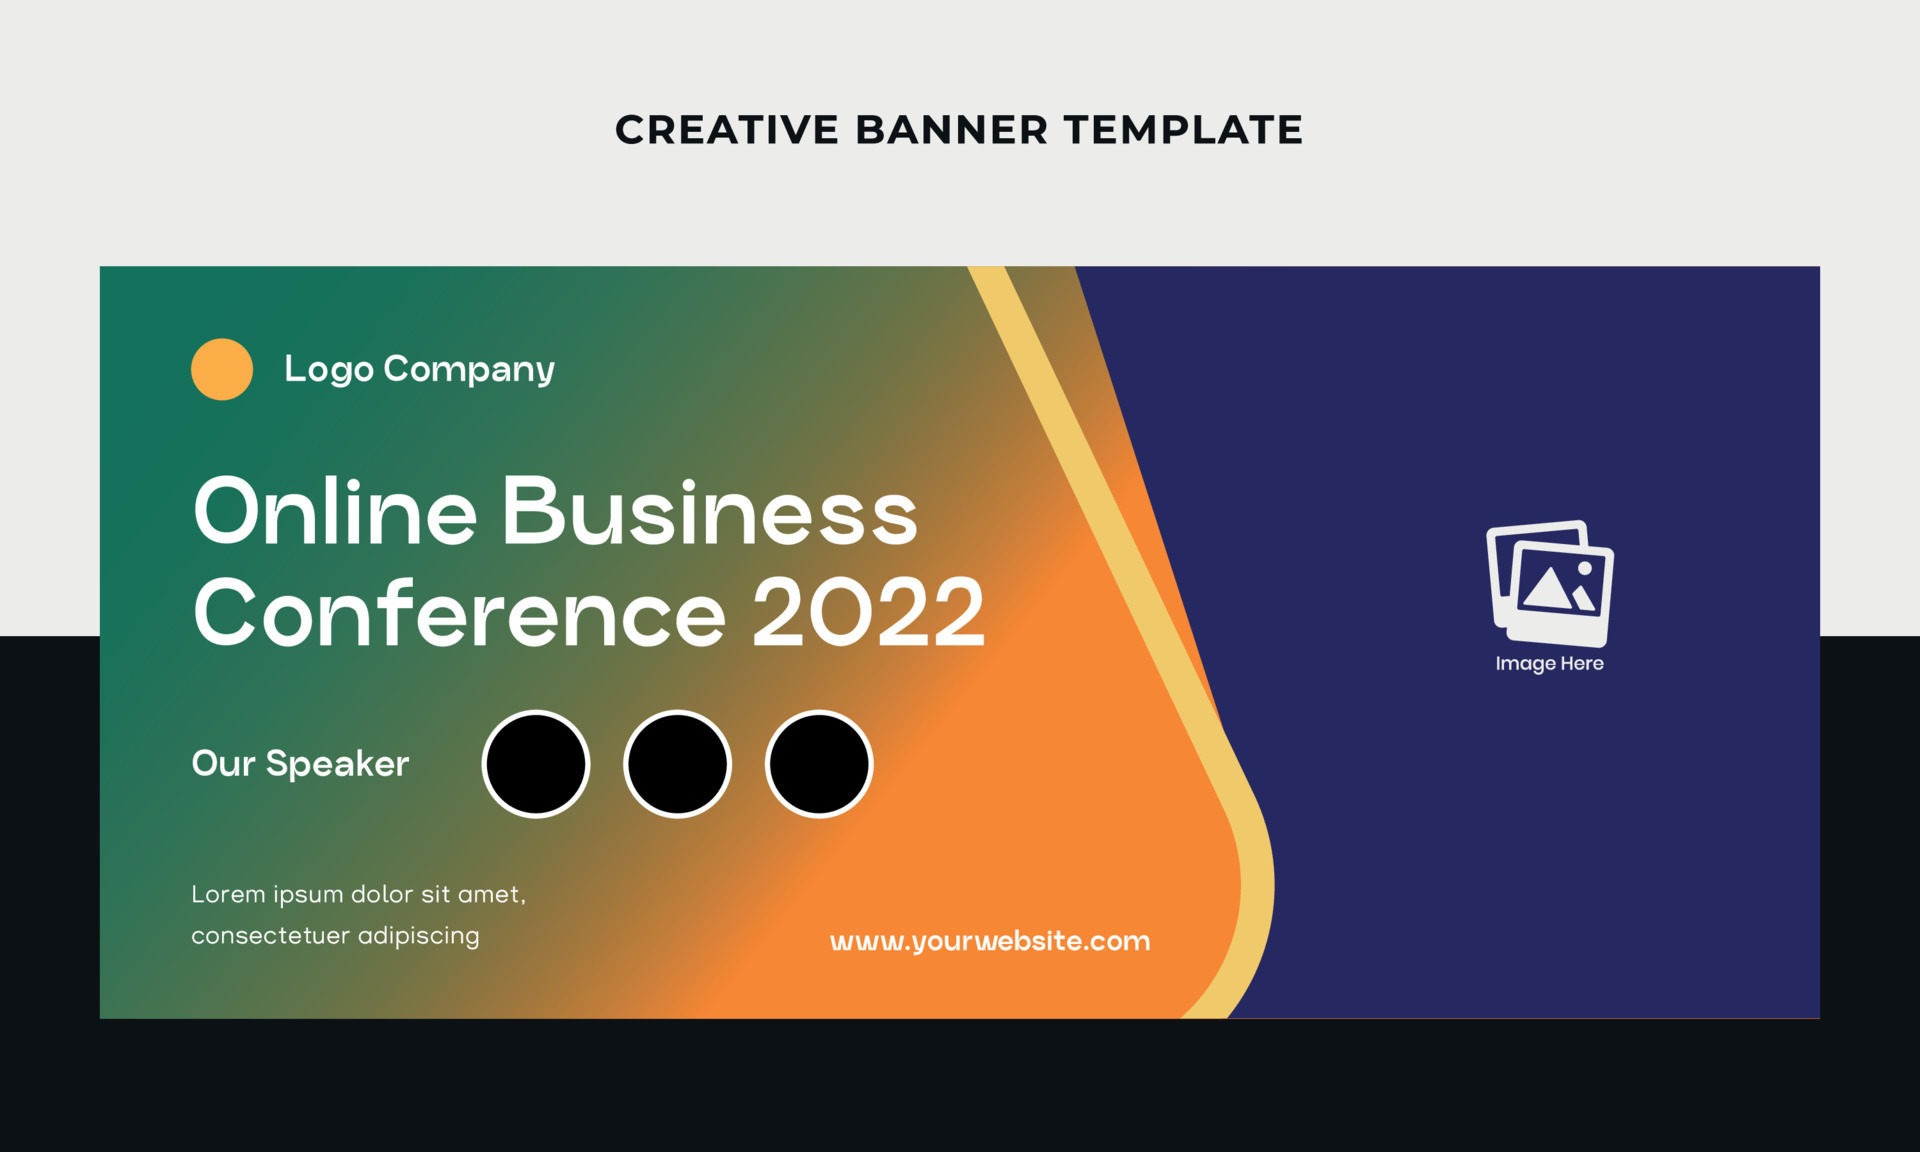 CREATIVE BANNER TEMPLATE
Logo Company
Online Business
Conference 2022
Our Speaker
Lorem ipsum dolor sit amet,
consectetuer adipiscing
www.yourwebsite.com
Image Here